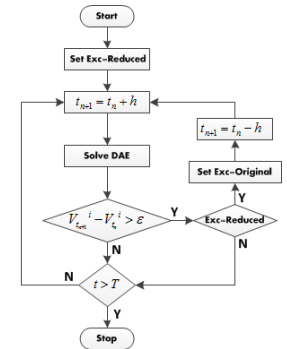 Start
Set Exc-Reduced
t_{n+1} = t_n + h
t_{n+1} = t_n - h
Solve DAE
Set Exc-Original
Y
V_{t_{n+1}}^i - V_{t_n}^i > ε
Y
Exc-Reduced
N
N
N
t > T
Y
Stop